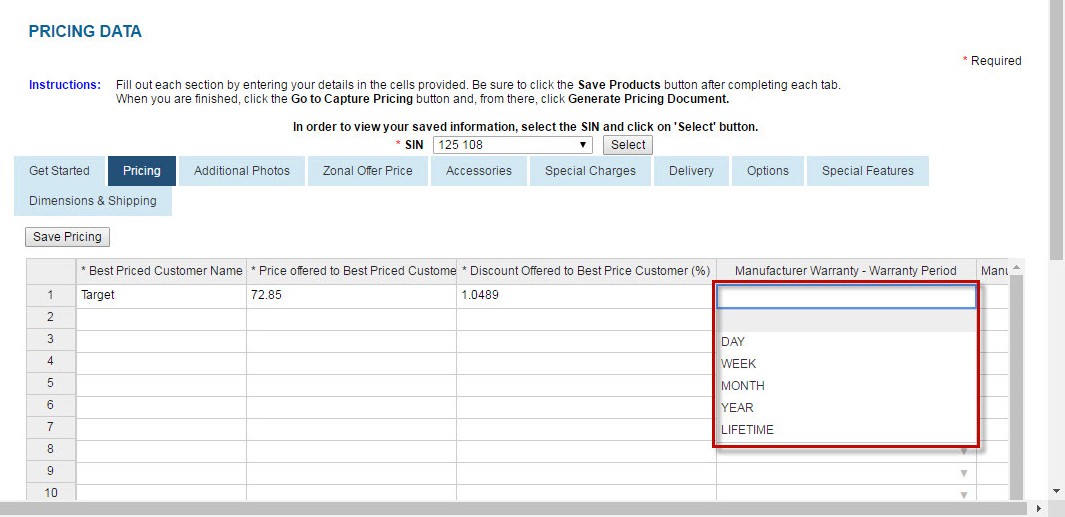 PRICING DATA
* Required
Instructions: Fill out each section by entering your details in the cells provided. Be sure to click the Save Products button after completing each tab.
When you are finished, click the Go to Capture Pricing button and, from there, click Generate Pricing Document.
In order to view your saved information, select the SIN and click on 'Select' button.
* SIN 125 108 Select
Get Started Pricing Additional Photos Zonal Offer Price Accessories Special Charges Delivery Options Special Features
Dimensions & Shipping
Save Pricing
* Best Priced Customer Name * Price offered to Best Priced Custome * Discount Offered to Best Price Customer (%) Manufacturer Warranty - Warranty Period Manu
1 Target 72.85 1.0489
2
3 DAY
4 WEEK
5 MONTH
6 YEAR
7 LIFETIME
8
9
10